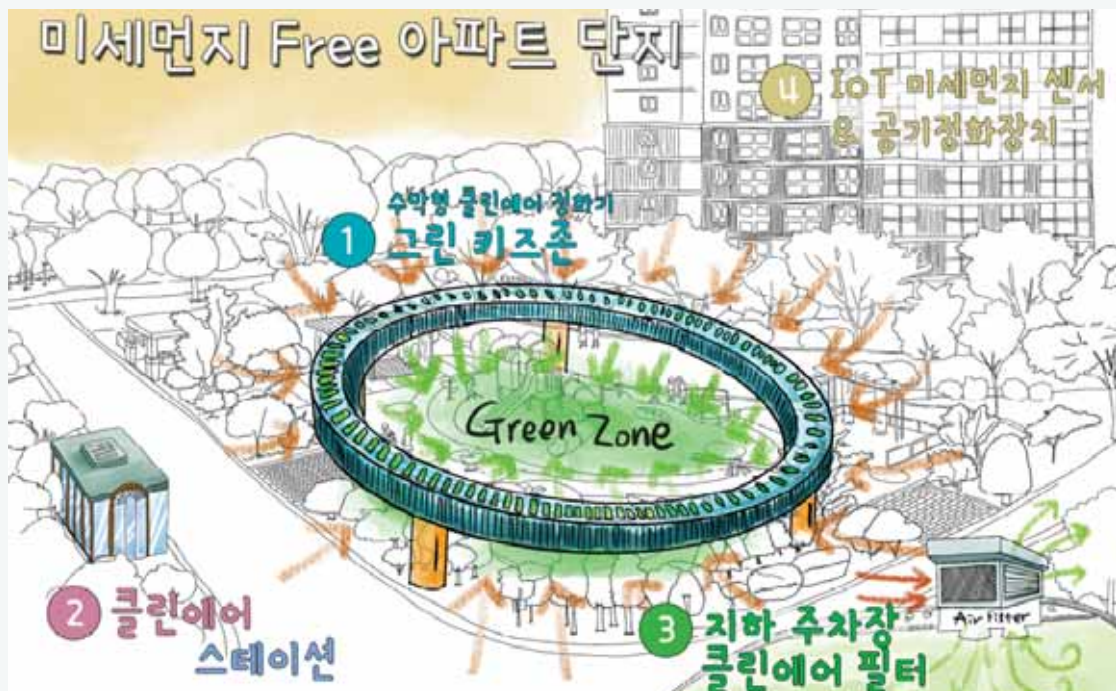 미세먼지 Free 아파트 단지
4 IoT 미세먼지 센서
& 공기정화장치
수막형 클린에어 정화기
1 그린 키즈존
Green Zone
2 클린에어
스테이션
Air filter
3 지하 주차장
클린에어 필터